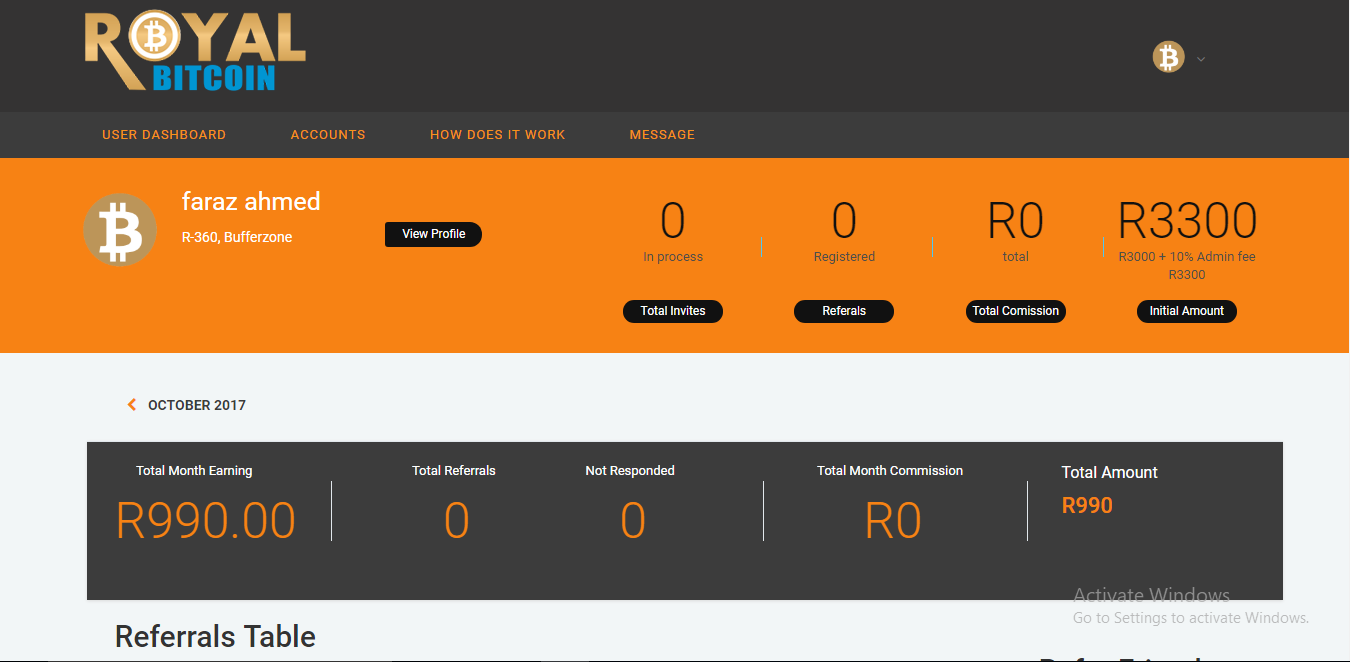 ROYAL
BITCOIN
USER DASHBOARD ACCOUNTS HOW DOES IT WORK MESSAGE
faraz ahmed
R-360, Bufferzone
View Profile
0 0 R0 R3300
In process Registered total R3000 + 10% Admin fee
R3300
Total Invites Referals Total Comission Initial Amount
OCTOBER 2017
Total Month Earning Total Referrals Not Responded Total Month Commission Total Amount
R990.00 0 0 R0 R990
Activate Windows
Go to Settings to activate Windows.
Referrals Table